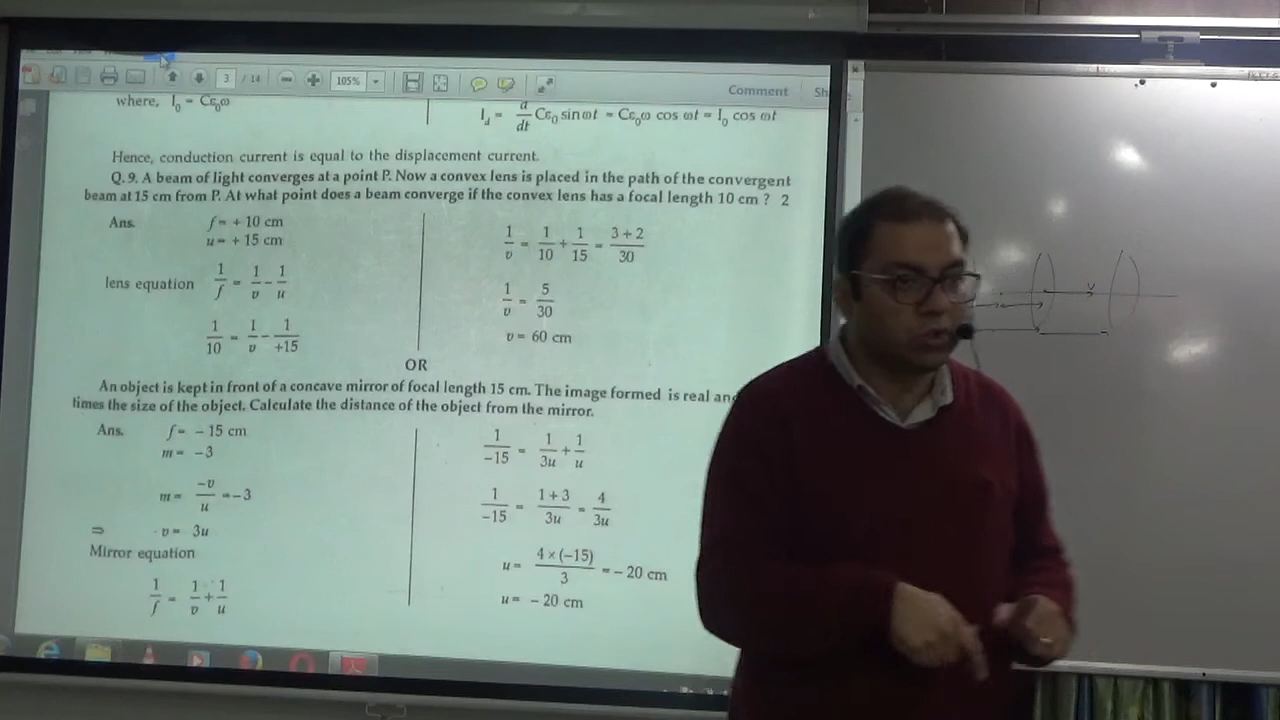 3 / 14
105%
Comment
Sh
where, I₀ = Cε₀ω
I_d = d/dt Cε₀ sin ωt = Cε₀ω cos ωt = I₀ cos ωt
Hence, conduction current is equal to the displacement current.
Q. 9. A beam of light converges at a point P. Now a convex lens is placed in the path of the convergent
beam at 15 cm from P. At what point does a beam converge if the convex lens has a focal length 10 cm ? 2
Ans.
f = + 10 cm
u = + 15 cm
lens equation 1/f = 1/v - 1/u
1/10 = 1/v - 1/+15
1/v = 1/10 + 1/15 = 3 + 2/30
1/v = 5/30
v = 60 cm
OR
An object is kept in front of a concave mirror of focal length 15 cm. The image formed is real and
times the size of the object. Calculate the distance of the object from the mirror.
Ans.
f = - 15 cm
m = -3
m = -v/u = -3
⇒ v = 3u
Mirror equation
1/f = 1/v + 1/u
1/-15 = 1/3u + 1/u
1/-15 = 1 + 3/3u = 4/3u
u = 4 × (-15)/3 = - 20 cm
u = - 20 cm
v